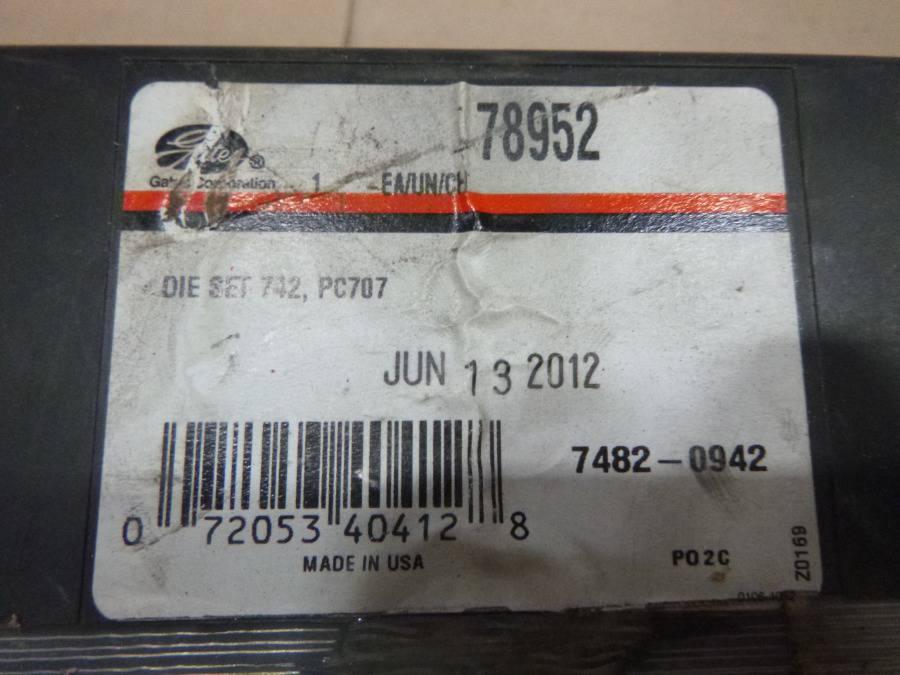 78952
Gates®
Gates Corporation
1 EA/UN/CH
DIE SET 742, PC707
JUN 13 2012
7482-0942
0 72053 40412 8
MADE IN USA
PO2C
Z0169